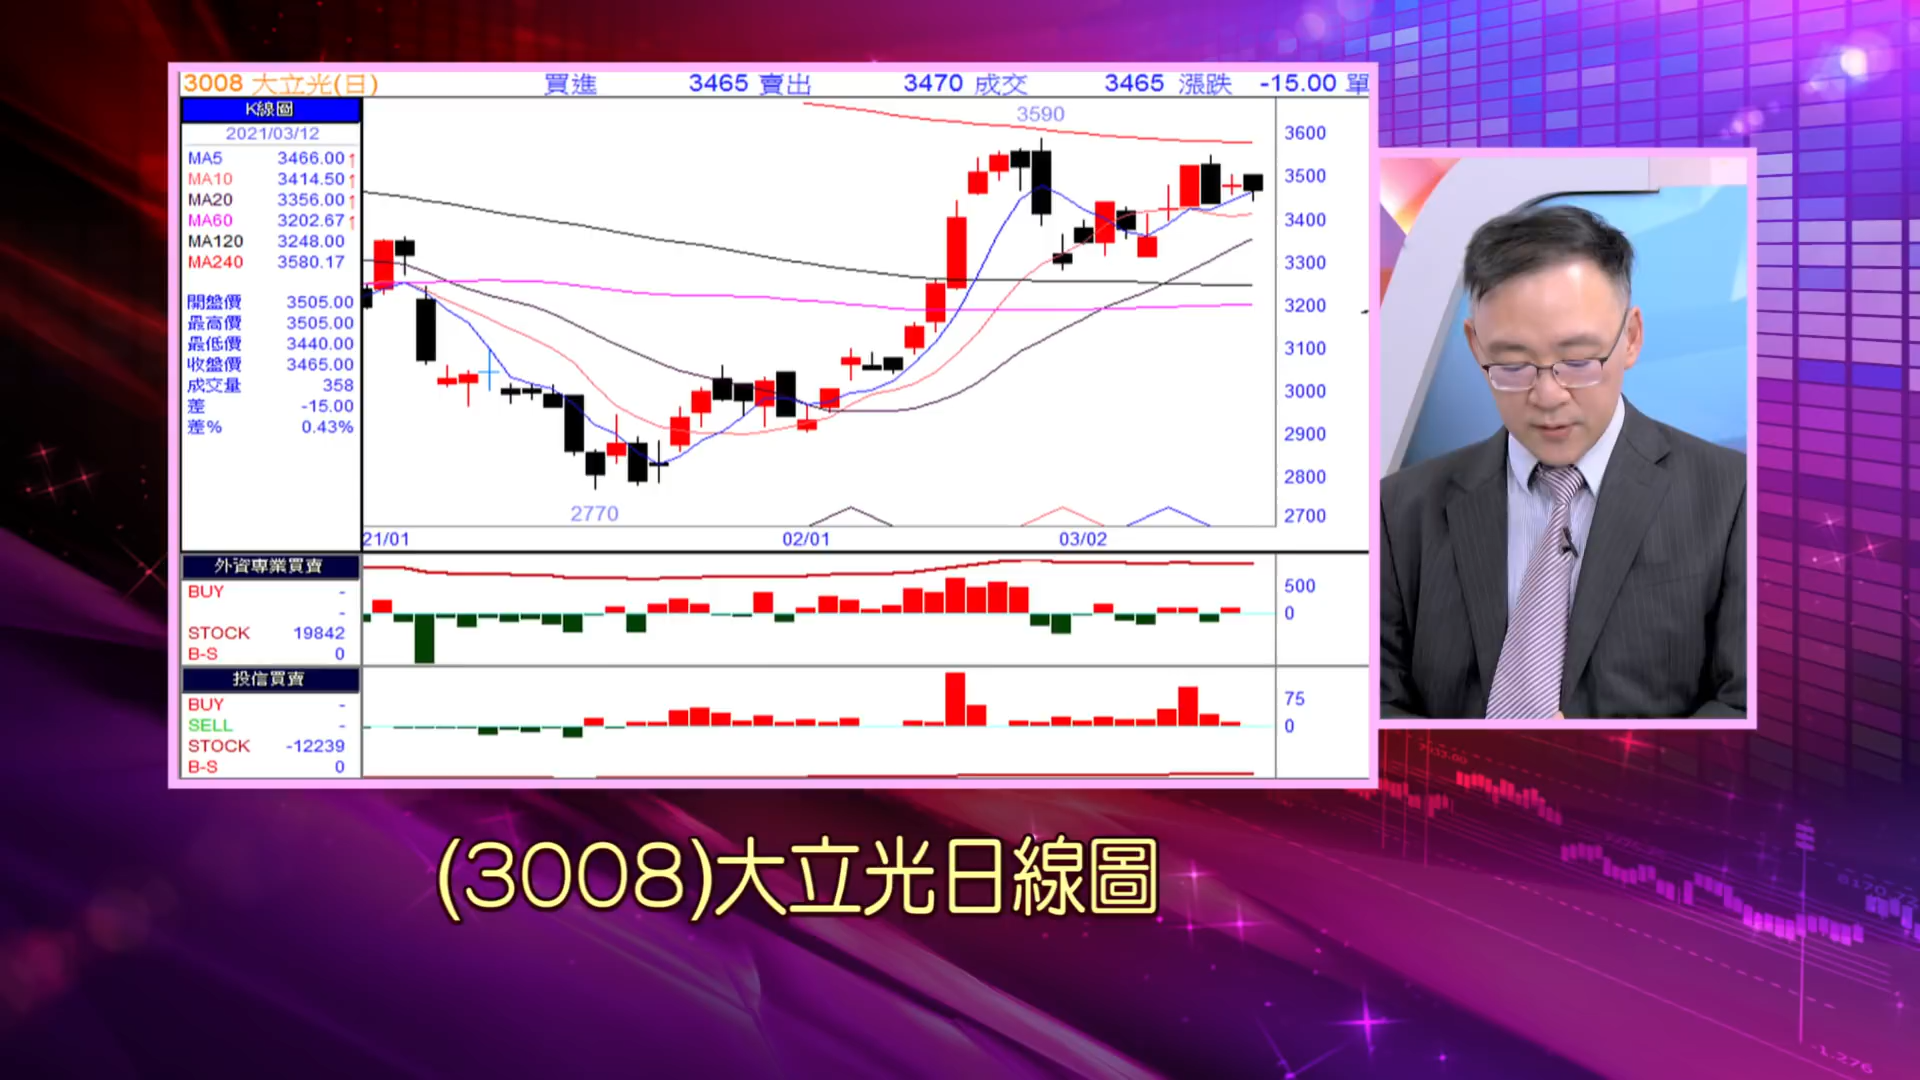 3008 大立光(日) 買進 3465 賣出 3470 成交 3465 漲跌 -15.00 單
K線圖
2021/03/12
MA5 3466.00↑
MA10 3414.50↑
MA20 3356.00↑
MA60 3202.67↑
MA120 3248.00
MA240 3580.17
開盤價 3505.00
最高價 3505.00
最低價 3440.00
收盤價 3465.00
成交量 358
差 -15.00
差% 0.43%
3590
2770
3600
3500
3400
3300
3200
3100
3000
2900
2800
2700
21/01 02/01 03/02
外資專業買賣
BUY -
-
STOCK 19842
B-S 0
500
0
投信買賣
BUY -
SELL -
STOCK -12239
B-S 0
75
0
(3008)大立光日線圖
-1.276